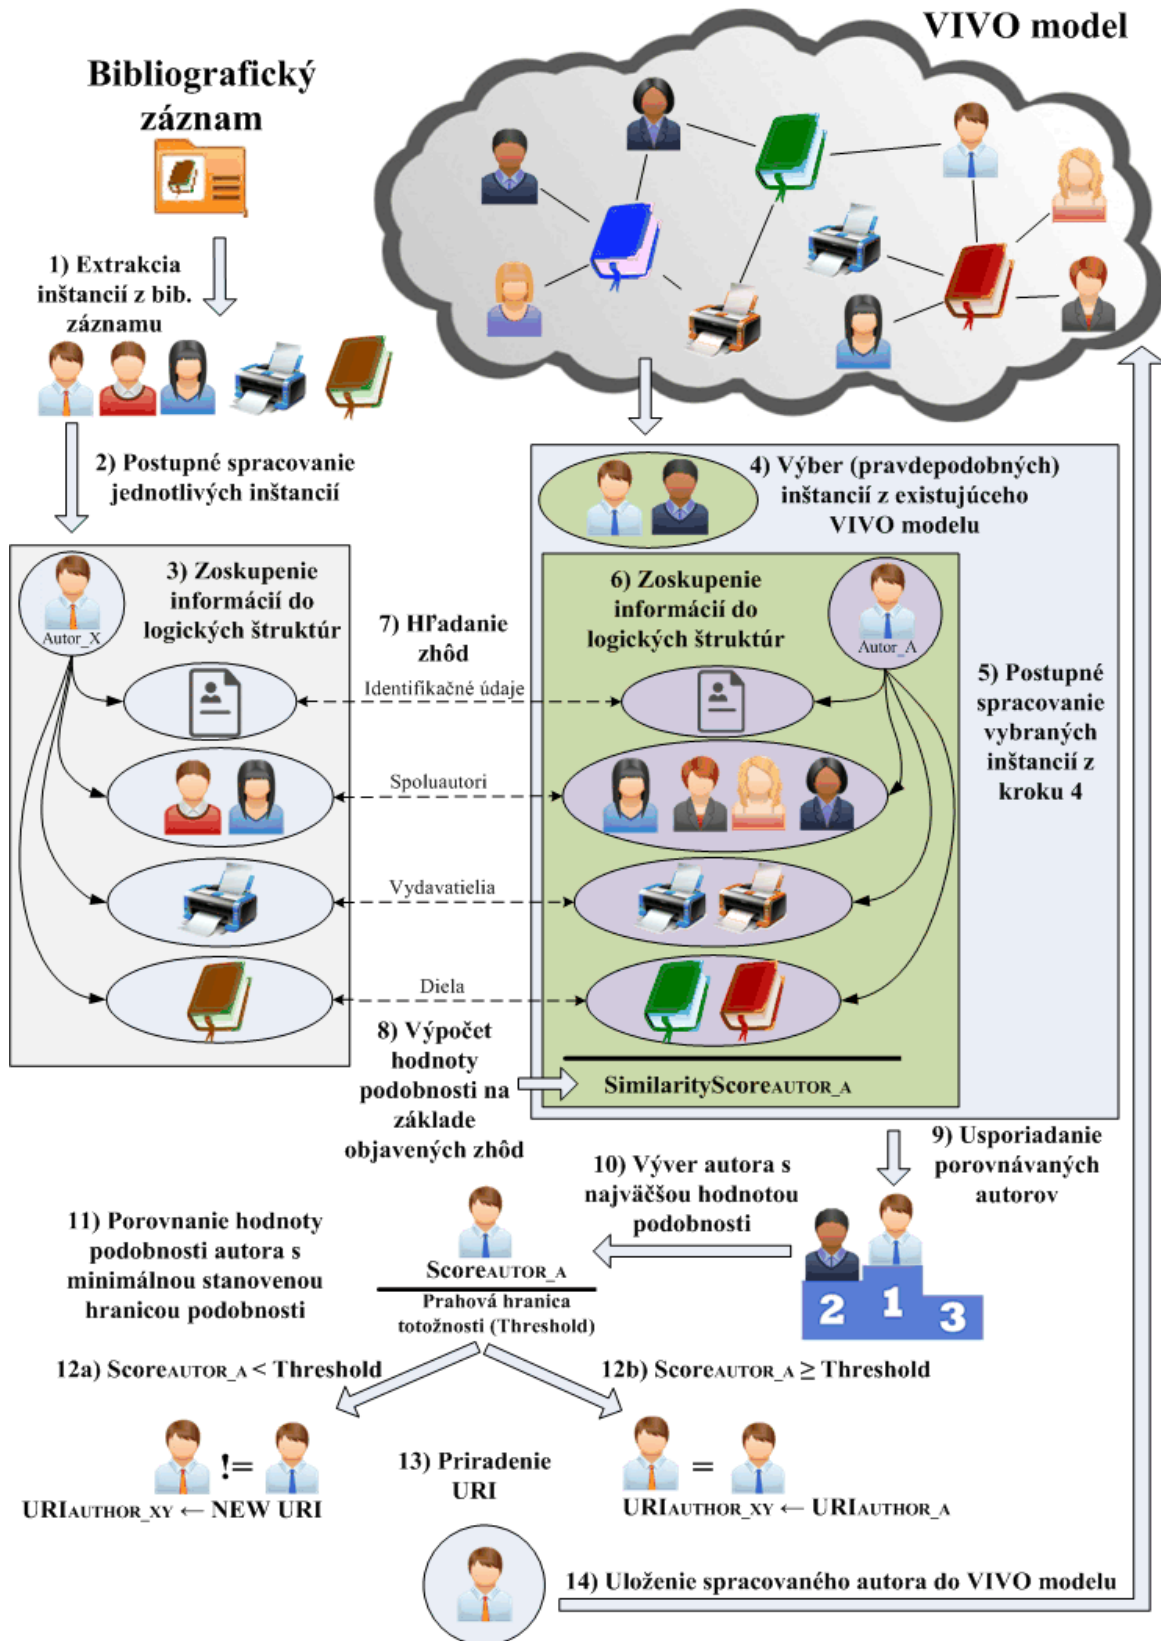 VIVO model
Bibliografický
záznam
1) Extrakcia
inštancií z bib.
záznamu
2) Postupné spracovanie
jednotlivých inštancií
4) Výber (pravdepodobných)
inštancií z existujúceho
VIVO modelu
3) Zoskupenie
informácií do
logických štruktúr
Autor_X
6) Zoskupenie
informácií do
logických štruktúr
Autor_A
7) Hľadanie
zhôd
5) Postupné
spracovanie
vybraných
inštancií z
kroku 4
Identifikačné údaje
Spoluautori
Vydavatielia
Diela
8) Výpočet
hodnoty
podobnosti na
základe
objavených zhôd
SimilarityScoreAUTOR_A
9) Usporiadanie
porovnávaných
autorov
10) Výver autora s
najväčšou hodnotou
podobnosti
2
1
3
11) Porovnanie hodnoty
podobnosti autora s
minimálnou stanovenou
hranicou podobnosti
ScoreAUTOR_A
Prahová hranica
totožnosti (Threshold)
12a) ScoreAUTOR_A < Threshold
12b) ScoreAUTOR_A ≥ Threshold
!=
=
URIAUTHOR_XY ← NEW URI
13) Priradenie
URI
URIAUTHOR_XY ← URIAUTHOR_A
14) Uloženie spracovaného autora do VIVO modelu